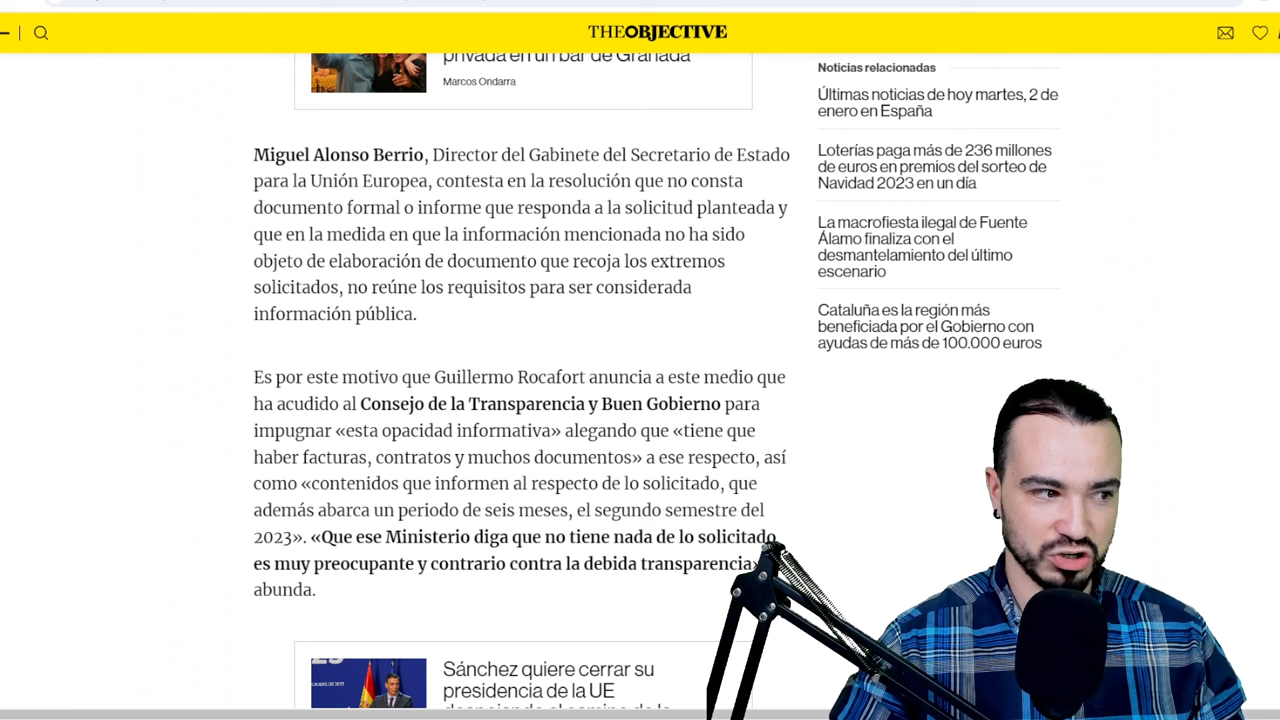 THEOBJECTIVE
privada en un bar de Granada
Marcos Ondarra
Miguel Alonso Berrio, Director del Gabinete del Secretario de Estado
para la Unión Europea, contesta en la resolución que no consta
documento formal o informe que responda a la solicitud planteada y
que en la medida en que la información mencionada no ha sido
objeto de elaboración de documento que recoja los extremos
solicitados, no reúne los requisitos para ser considerada
información pública.
Es por este motivo que Guillermo Rocafort anuncia a este medio que
ha acudido al Consejo de la Transparencia y Buen Gobierno para
impugnar «esta opacidad informativa» alegando que «tiene que
haber facturas, contratos y muchos documentos» a ese respecto, así
como «contenidos que informen al respecto de lo solicitado, que
además abarca un periodo de seis meses, el segundo semestre del
2023». «Que ese Ministerio diga que no tiene nada de lo solicitado
es muy preocupante y contrario contra la debida transparencia»
abunda.
Sánchez quiere cerrar su
presidencia de la UE
Noticias relacionadas
Últimas noticias de hoy martes, 2 de
enero en España
Loterías paga más de 236 millones
de euros en premios del sorteo de
Navidad 2023 en un día
La macrofiesta ilegal de Fuente
Álamo finaliza con el
desmantelamiento del último
escenario
Cataluña es la región más
beneficiada por el Gobierno con
ayudas de más de 100.000 euros